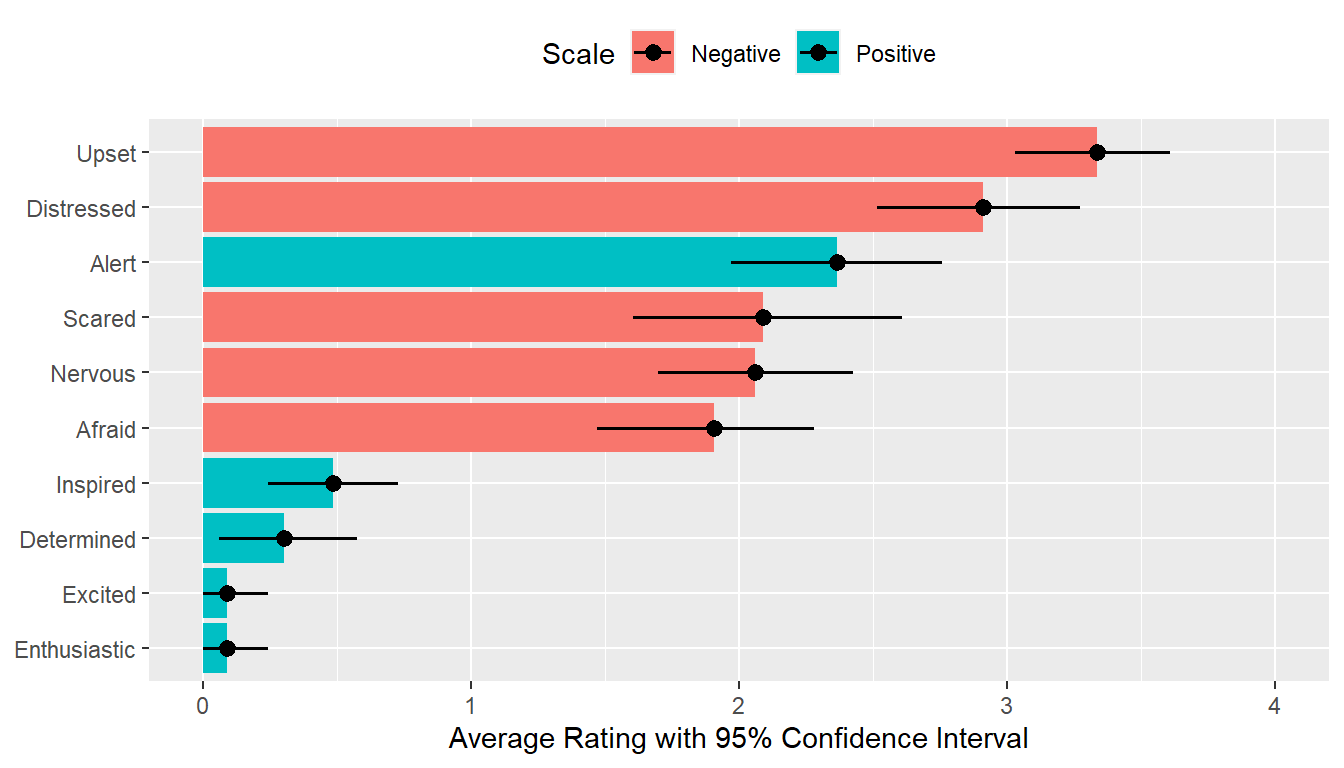 Scale Negative Positive
Upset
Distressed
Alert
Scared
Nervous
Afraid
Inspired
Determined
Excited
Enthusiastic
0 1 2 3 4
Average Rating with 95% Confidence Interval